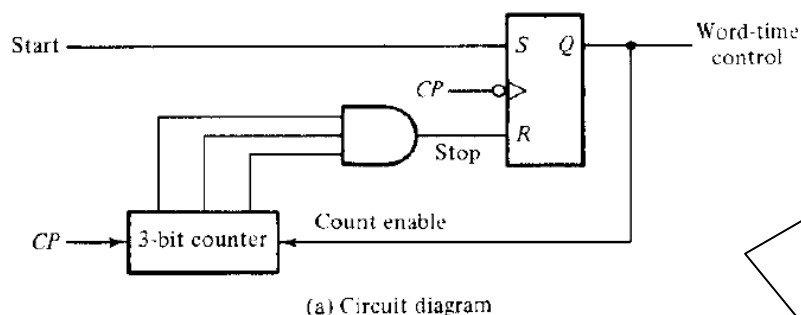 Start
S
Q
Word-time
control
CP
R
Stop
Count enable
CP
3-bit counter
(a) Circuit diagram